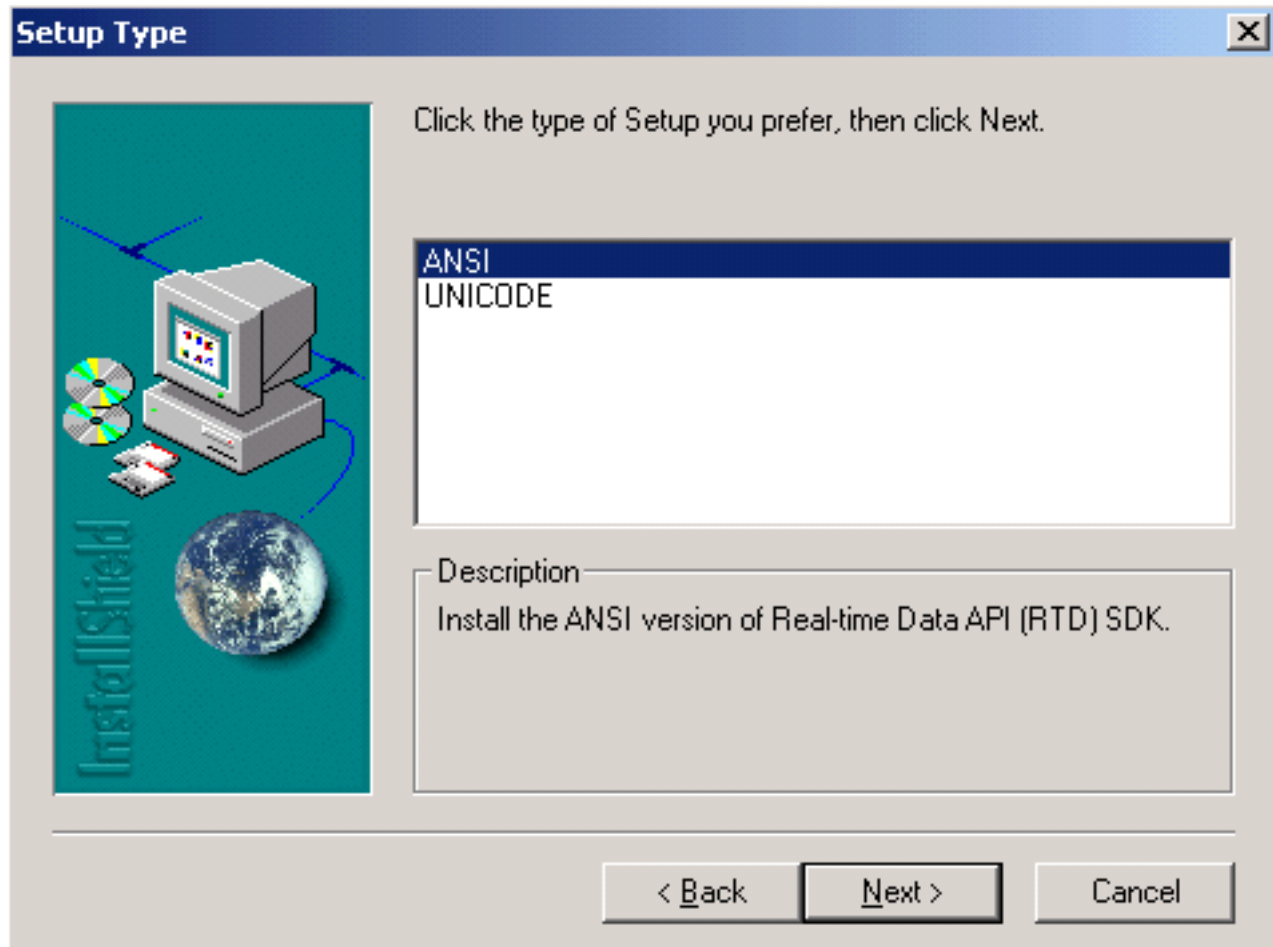 Setup Type
Click the type of Setup you prefer, then click Next.
ANSI
UNICODE
InstallShield
Description
Install the ANSI version of Real-time Data API (RTD) SDK.
< Back
Next >
Cancel